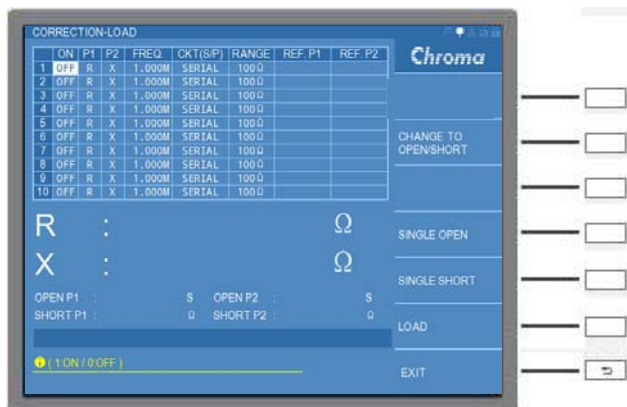 CORRECTION-LOAD
Chroma
ON P1 P2 FREQ. CKT(S/P) RANGE REF. P1 REF. P2
1 OFF R X 1.000M SERIAL 100Ω
2 OFF R X 1.000M SERIAL 100Ω
3 OFF R X 1.000M SERIAL 100Ω
4 OFF R X 1.000M SERIAL 100Ω
5 OFF R X 1.000M SERIAL 100Ω
6 OFF R X 1.000M SERIAL 100Ω
7 OFF R X 1.000M SERIAL 100Ω
8 OFF R X 1.000M SERIAL 100Ω
9 OFF R X 1.000M SERIAL 100Ω
10 OFF R X 1.000M SERIAL 100Ω
CHANGE TO
OPEN/SHORT
R : Ω
SINGLE OPEN
X : Ω
SINGLE SHORT
OPEN P1 : S OPEN P2 : S
SHORT P1 : Ω SHORT P2 : Ω
LOAD
( 1:ON / 0:OFF )
EXIT